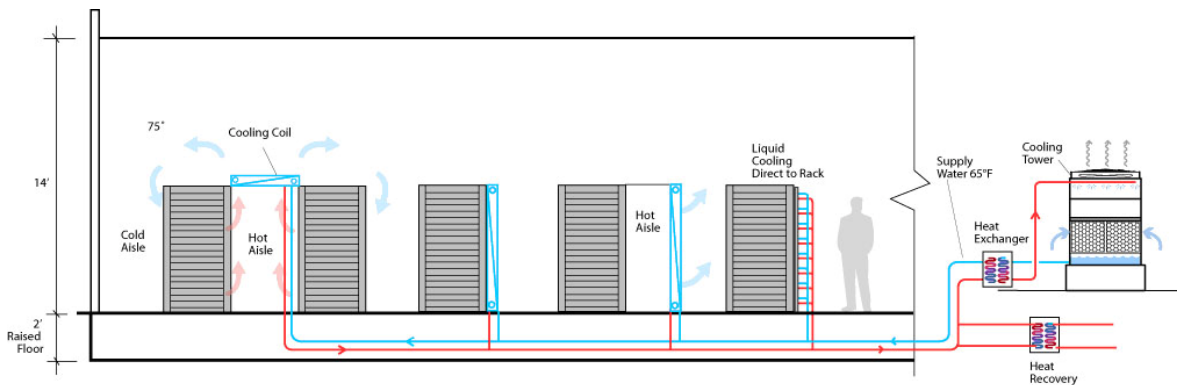 75°
Cooling Coil
14'
Cold
Aisle
Hot
Aisle
Hot
Aisle
Liquid
Cooling
Direct to Rack
Supply
Water 65°F
Cooling
Tower
Heat
Exchanger
2'
Raised
Floor
Heat
Recovery